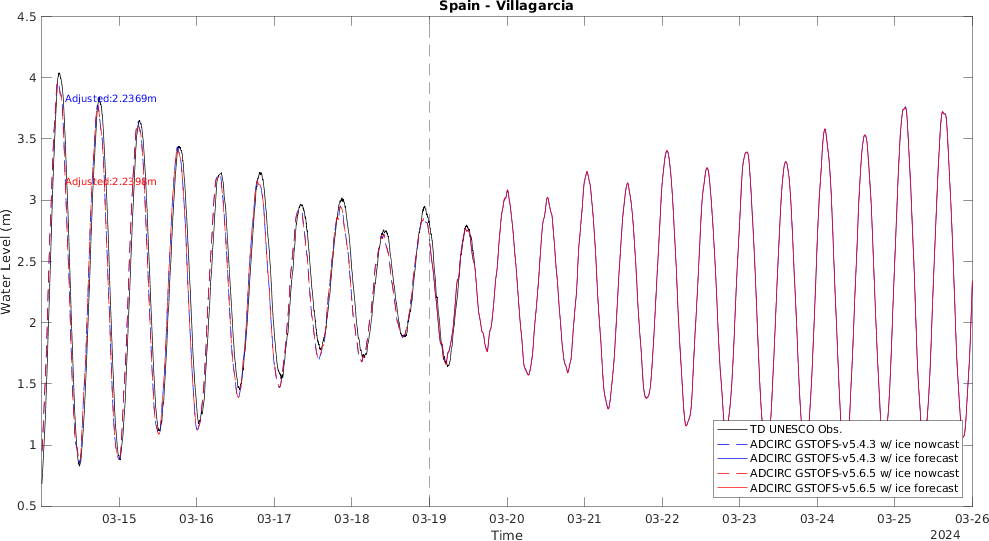 Spain - Villagarcia
4.5
4
3.5
3
2.5
2
1.5
1
0.5
Water Level (m)
Adjusted:2.2369m
Adjusted:2.2398m
TD UNESCO Obs.
ADCIRC GSTOFS-v5.4.3 w/ ice nowcast
ADCIRC GSTOFS-v5.4.3 w/ ice forecast
ADCIRC GSTOFS-v5.6.5 w/ ice nowcast
ADCIRC GSTOFS-v5.6.5 w/ ice forecast
03-15 03-16 03-17 03-18 03-19 03-20 03-21 03-22 03-23 03-24 03-25 03-26
Time
2024